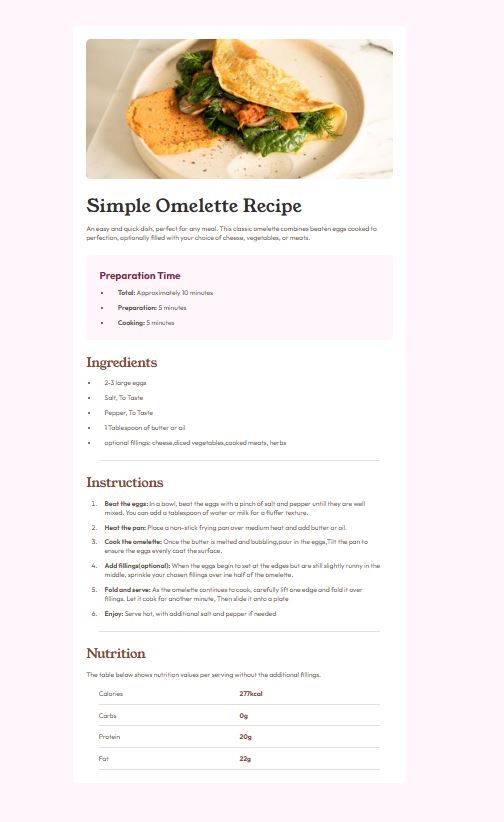 Simple Omelette Recipe
An easy and quick dish, perfect for any meal. This classic omelette combines beaten eggs cooked to
perfection, optionally filled with your choice of cheese, vegetables, or meats.
Preparation Time
• Total: Approximately 10 minutes
• Preparation: 5 minutes
• Cooking: 5 minutes
Ingredients
• 2-3 large eggs
• Salt, To Taste
• Pepper, To Taste
• 1 Tablespoon of butter or oil
• optional fillings: cheese,diced vegetables,cooked meats, herbs
Instructions
1. Beat the eggs: In a bowl, beat the eggs with a pinch of salt and pepper untill they are well
mixed. You can add a tablespoon of water or milk for a fluffer texture.
2. Heat the pan: Place a non-stick frying pan over medium heat and add butter or oil.
3. Cook the omelette: Once the butter is melted and bubbling,pour in the eggs,Tilt the pan to
ensure the eggs evenly coat the surface.
4. Add fillings(optional): When the eggs begin to set at the edges but are still slightly runny in the
middle, sprinkle your chosen fillings over ine half of the omelette.
5. Fold and serve: As the omelette continues to cook, carefully lift one edge and fold it over
fillings. Let it cook for another minute, Then slide it onto a plate
6. Enjoy: Serve hot, with additional salt and pepper if needed
Nutrition
The table below shows nutrition values per serving without the additional fillings.
Calories 277kcal
Carbs 0g
Protein 20g
Fat 22g